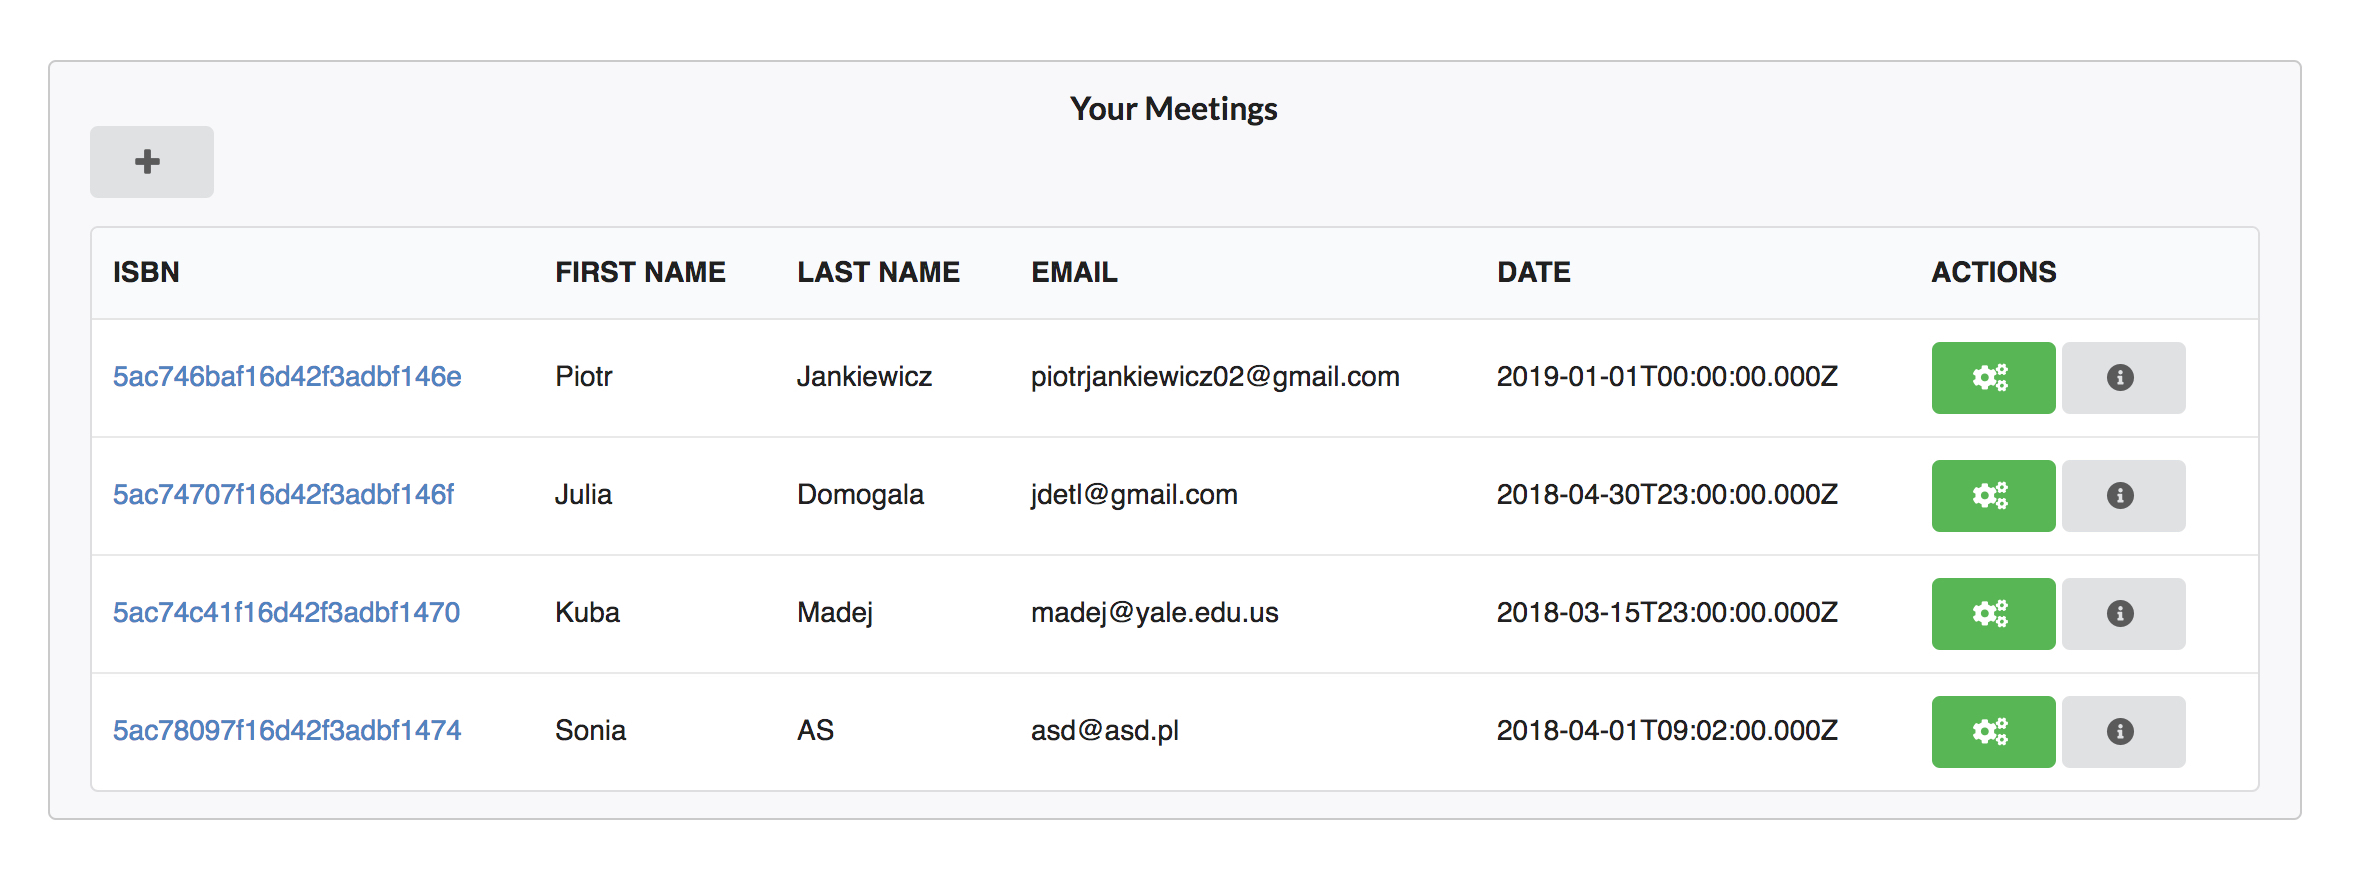 Your Meetings
ISBN FIRST NAME LAST NAME EMAIL DATE ACTIONS
5ac746baf16d42f3adbf146e Piotr Jankiewicz piotrjankiewicz02@gmail.com 2019-01-01T00:00:00.000Z
5ac74707f16d42f3adbf146f Julia Domogala jdetl@gmail.com 2018-04-30T23:00:00.000Z
5ac74c41f16d42f3adbf1470 Kuba Madej madej@yale.edu.us 2018-03-15T23:00:00.000Z
5ac78097f16d42f3adbf1474 Sonia AS asd@asd.pl 2018-04-01T09:02:00.000Z